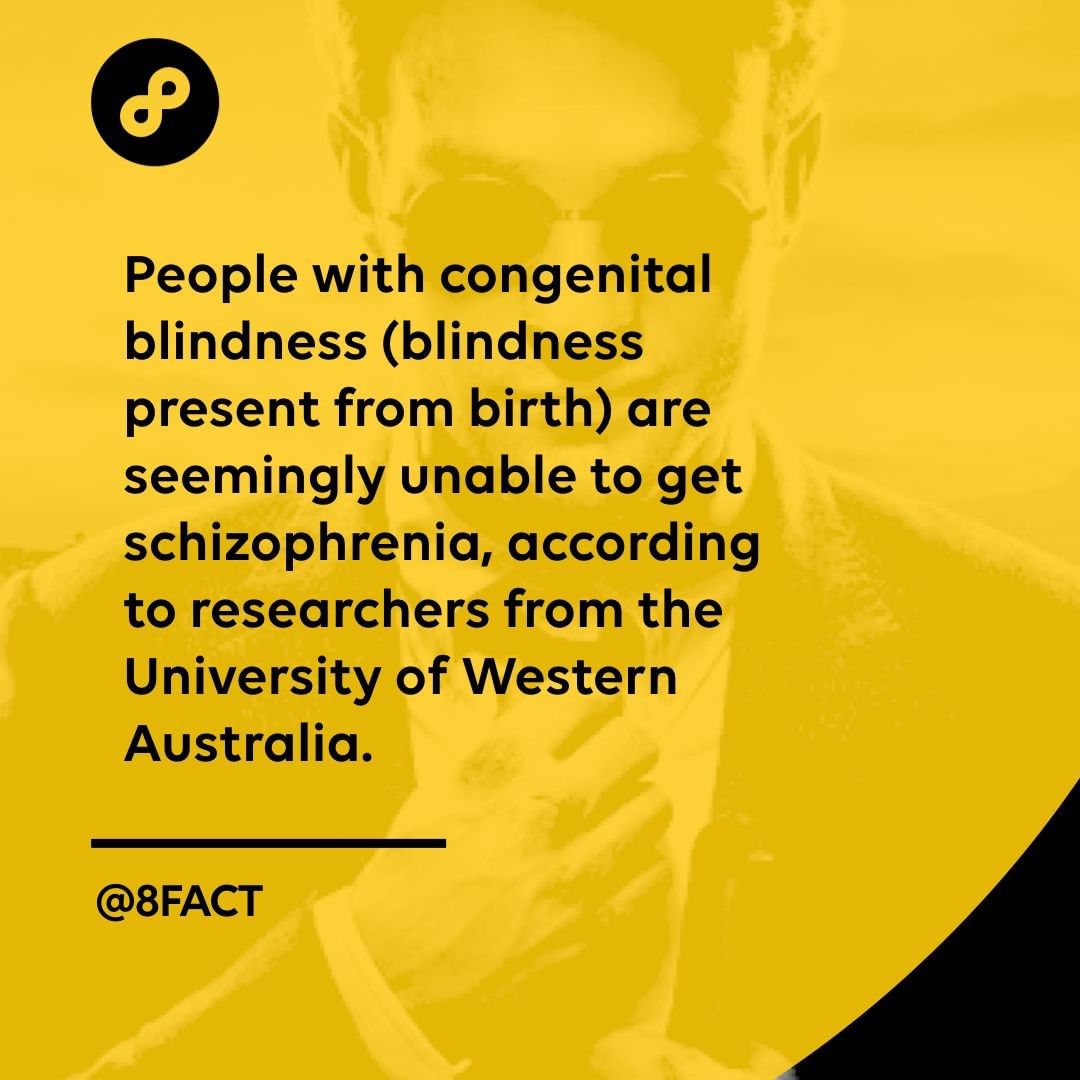 People with congenital
blindness (blindness
present from birth) are
seemingly unable to get
schizophrenia, according
to researchers from the
University of Western
Australia.
@8FACT